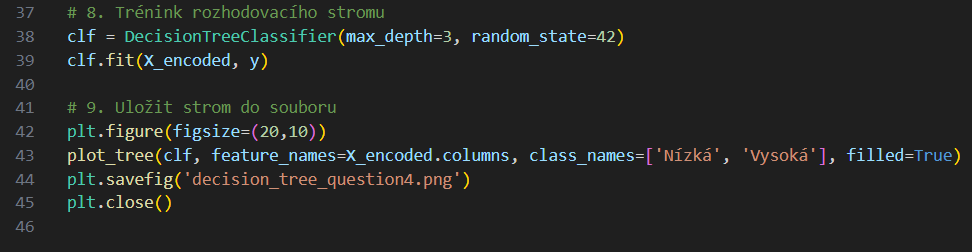 37 # 8. Trénink rozhodovacího stromu
38 clf = DecisionTreeClassifier(max_depth=3, random_state=42)
39 clf.fit(X_encoded, y)
40
41 # 9. Uložit strom do souboru
42 plt.figure(figsize=(20,10))
43 plot_tree(clf, feature_names=X_encoded.columns, class_names=['Nízká', 'Vysoká'], filled=True)
44 plt.savefig('decision_tree_question4.png')
45 plt.close()
46